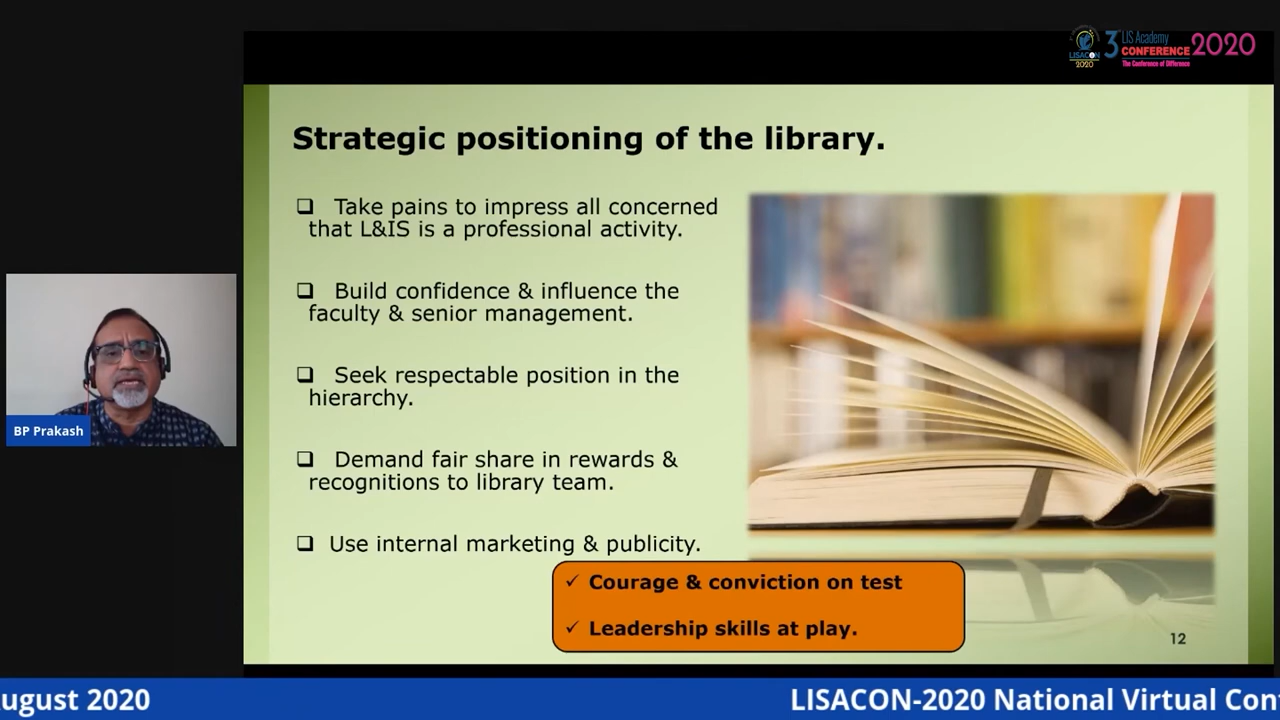 3rd LIS Academy
CONFERENCE 2020
The Conference of Difference
LISACON
2020
Strategic positioning of the library.
❑ Take pains to impress all concerned
that L&IS is a professional activity.
❑ Build confidence & influence the
faculty & senior management.
❑ Seek respectable position in the
hierarchy.
❑ Demand fair share in rewards &
recognitions to library team.
❑ Use internal marketing & publicity.
✓ Courage & conviction on test
✓ Leadership skills at play.
12
BP Prakash
ugust 2020
LISACON-2020 National Virtual Con